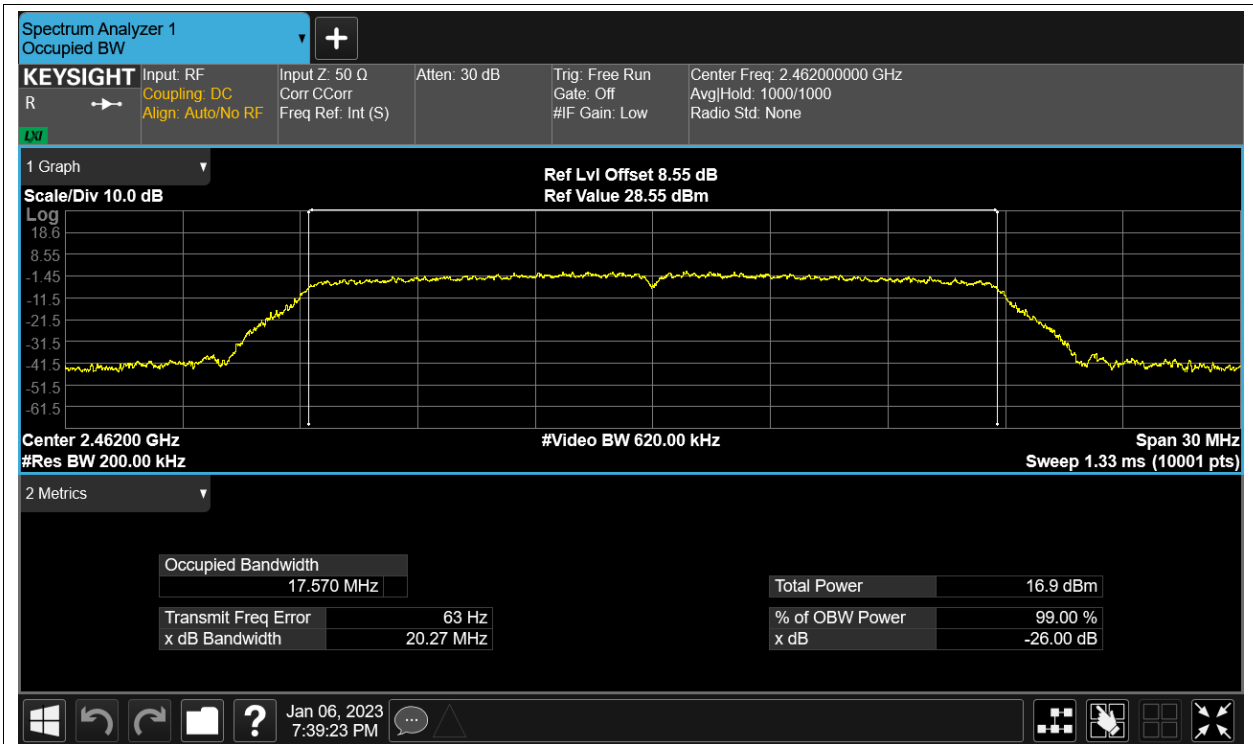 Spectrum Analyzer 1
Occupied BW
KEYSIGHT
R
LXI
Input: RF
Coupling: DC
Align: Auto/No RF
Input Z: 50 Ω
Corr CCorr
Freq Ref: Int (S)
Atten: 30 dB
Trig: Free Run
Gate: Off
#IF Gain: Low
Center Freq: 2.462000000 GHz
Avg|Hold: 1000/1000
Radio Std: None
1 Graph
Scale/Div 10.0 dB
Ref Lvl Offset 8.55 dB
Ref Value 28.55 dBm
Log
18.6
8.55
-1.45
-11.5
-21.5
-31.5
-41.5
-51.5
-61.5
Center 2.46200 GHz
#Res BW 200.00 kHz
#Video BW 620.00 kHz
Span 30 MHz
Sweep 1.33 ms (10001 pts)
2 Metrics
Occupied Bandwidth
17.570 MHz
Transmit Freq Error 63 Hz
x dB Bandwidth 20.27 MHz
Total Power 16.9 dBm
% of OBW Power 99.00 %
x dB -26.00 dB
?
Jan 06, 2023
7:39:23 PM